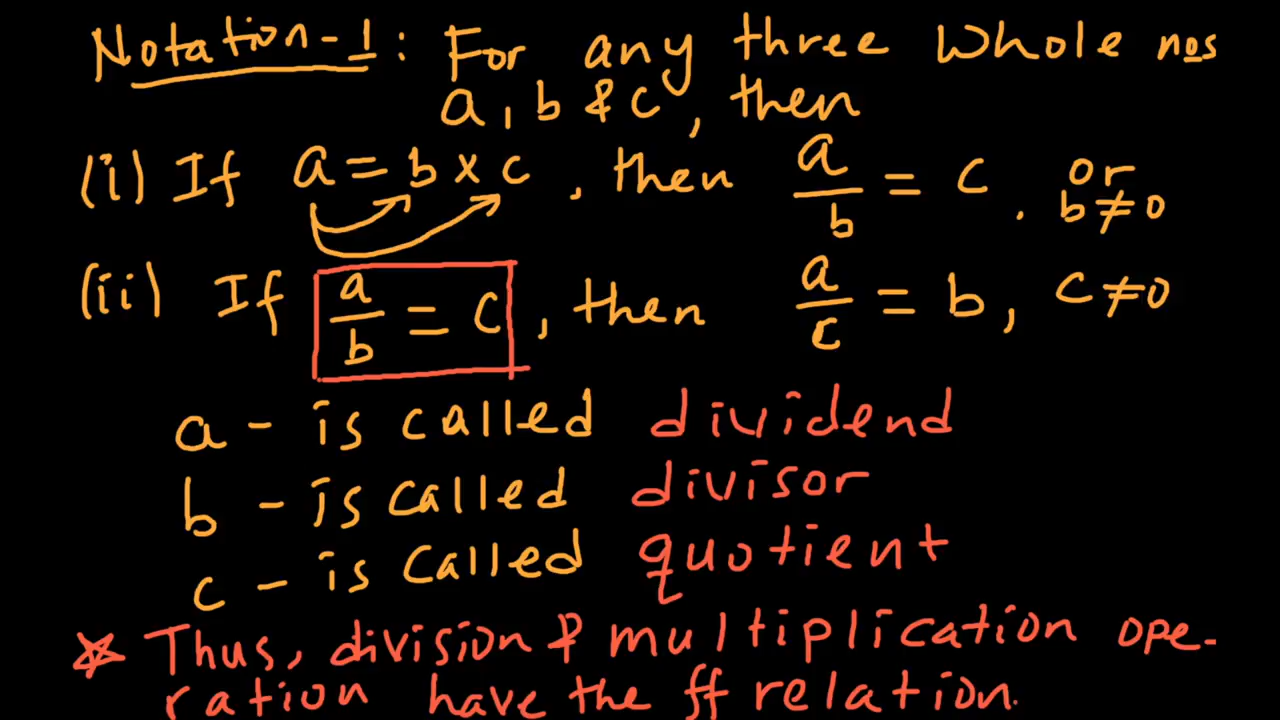 Notation-1: For any three Whole nos
a, b & c, then
(i) If a = b × c, then a/b = c. or b≠0
(ii) If a/b = c, then a/c = b, c≠0
a - is called dividend
b - is called divisor
c - is called quotient
* Thus, division & multiplication ope-
ration have the ff relation.